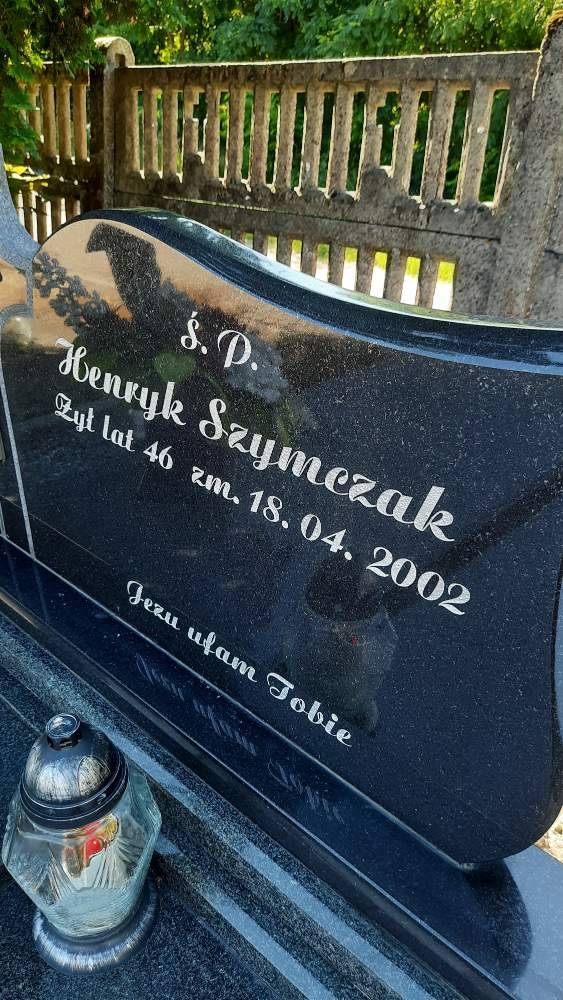 ś. P.
Henryk Szymczak
Żył lat 46 zm. 18. 04. 2002
Jezu ufam Tobie